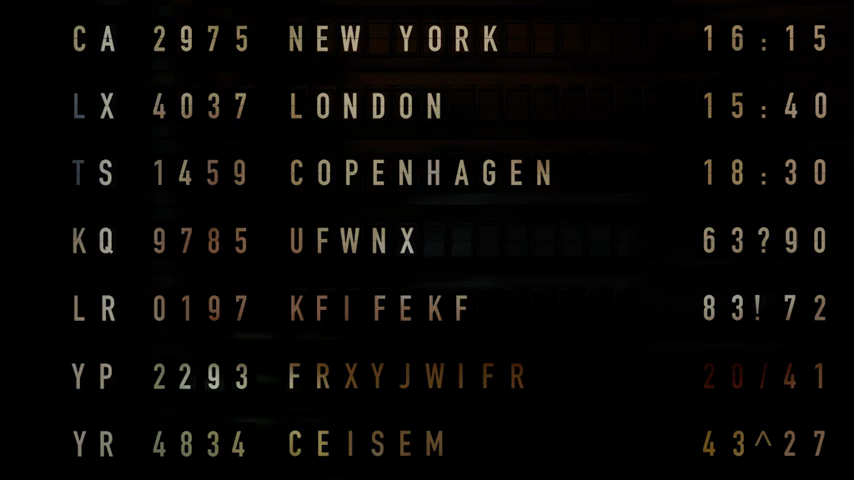 CA 2975 NEW YORK 16:15
LX 4037 LONDON 15:40
TS 1459 COPENHAGEN 18:30
KQ 9785 UFWNX 63?90
LR 0197 KFIFEKF 83!72
YP 2293 FRXYJWIFR 20/41
YR 4834 CEISEM 43^27